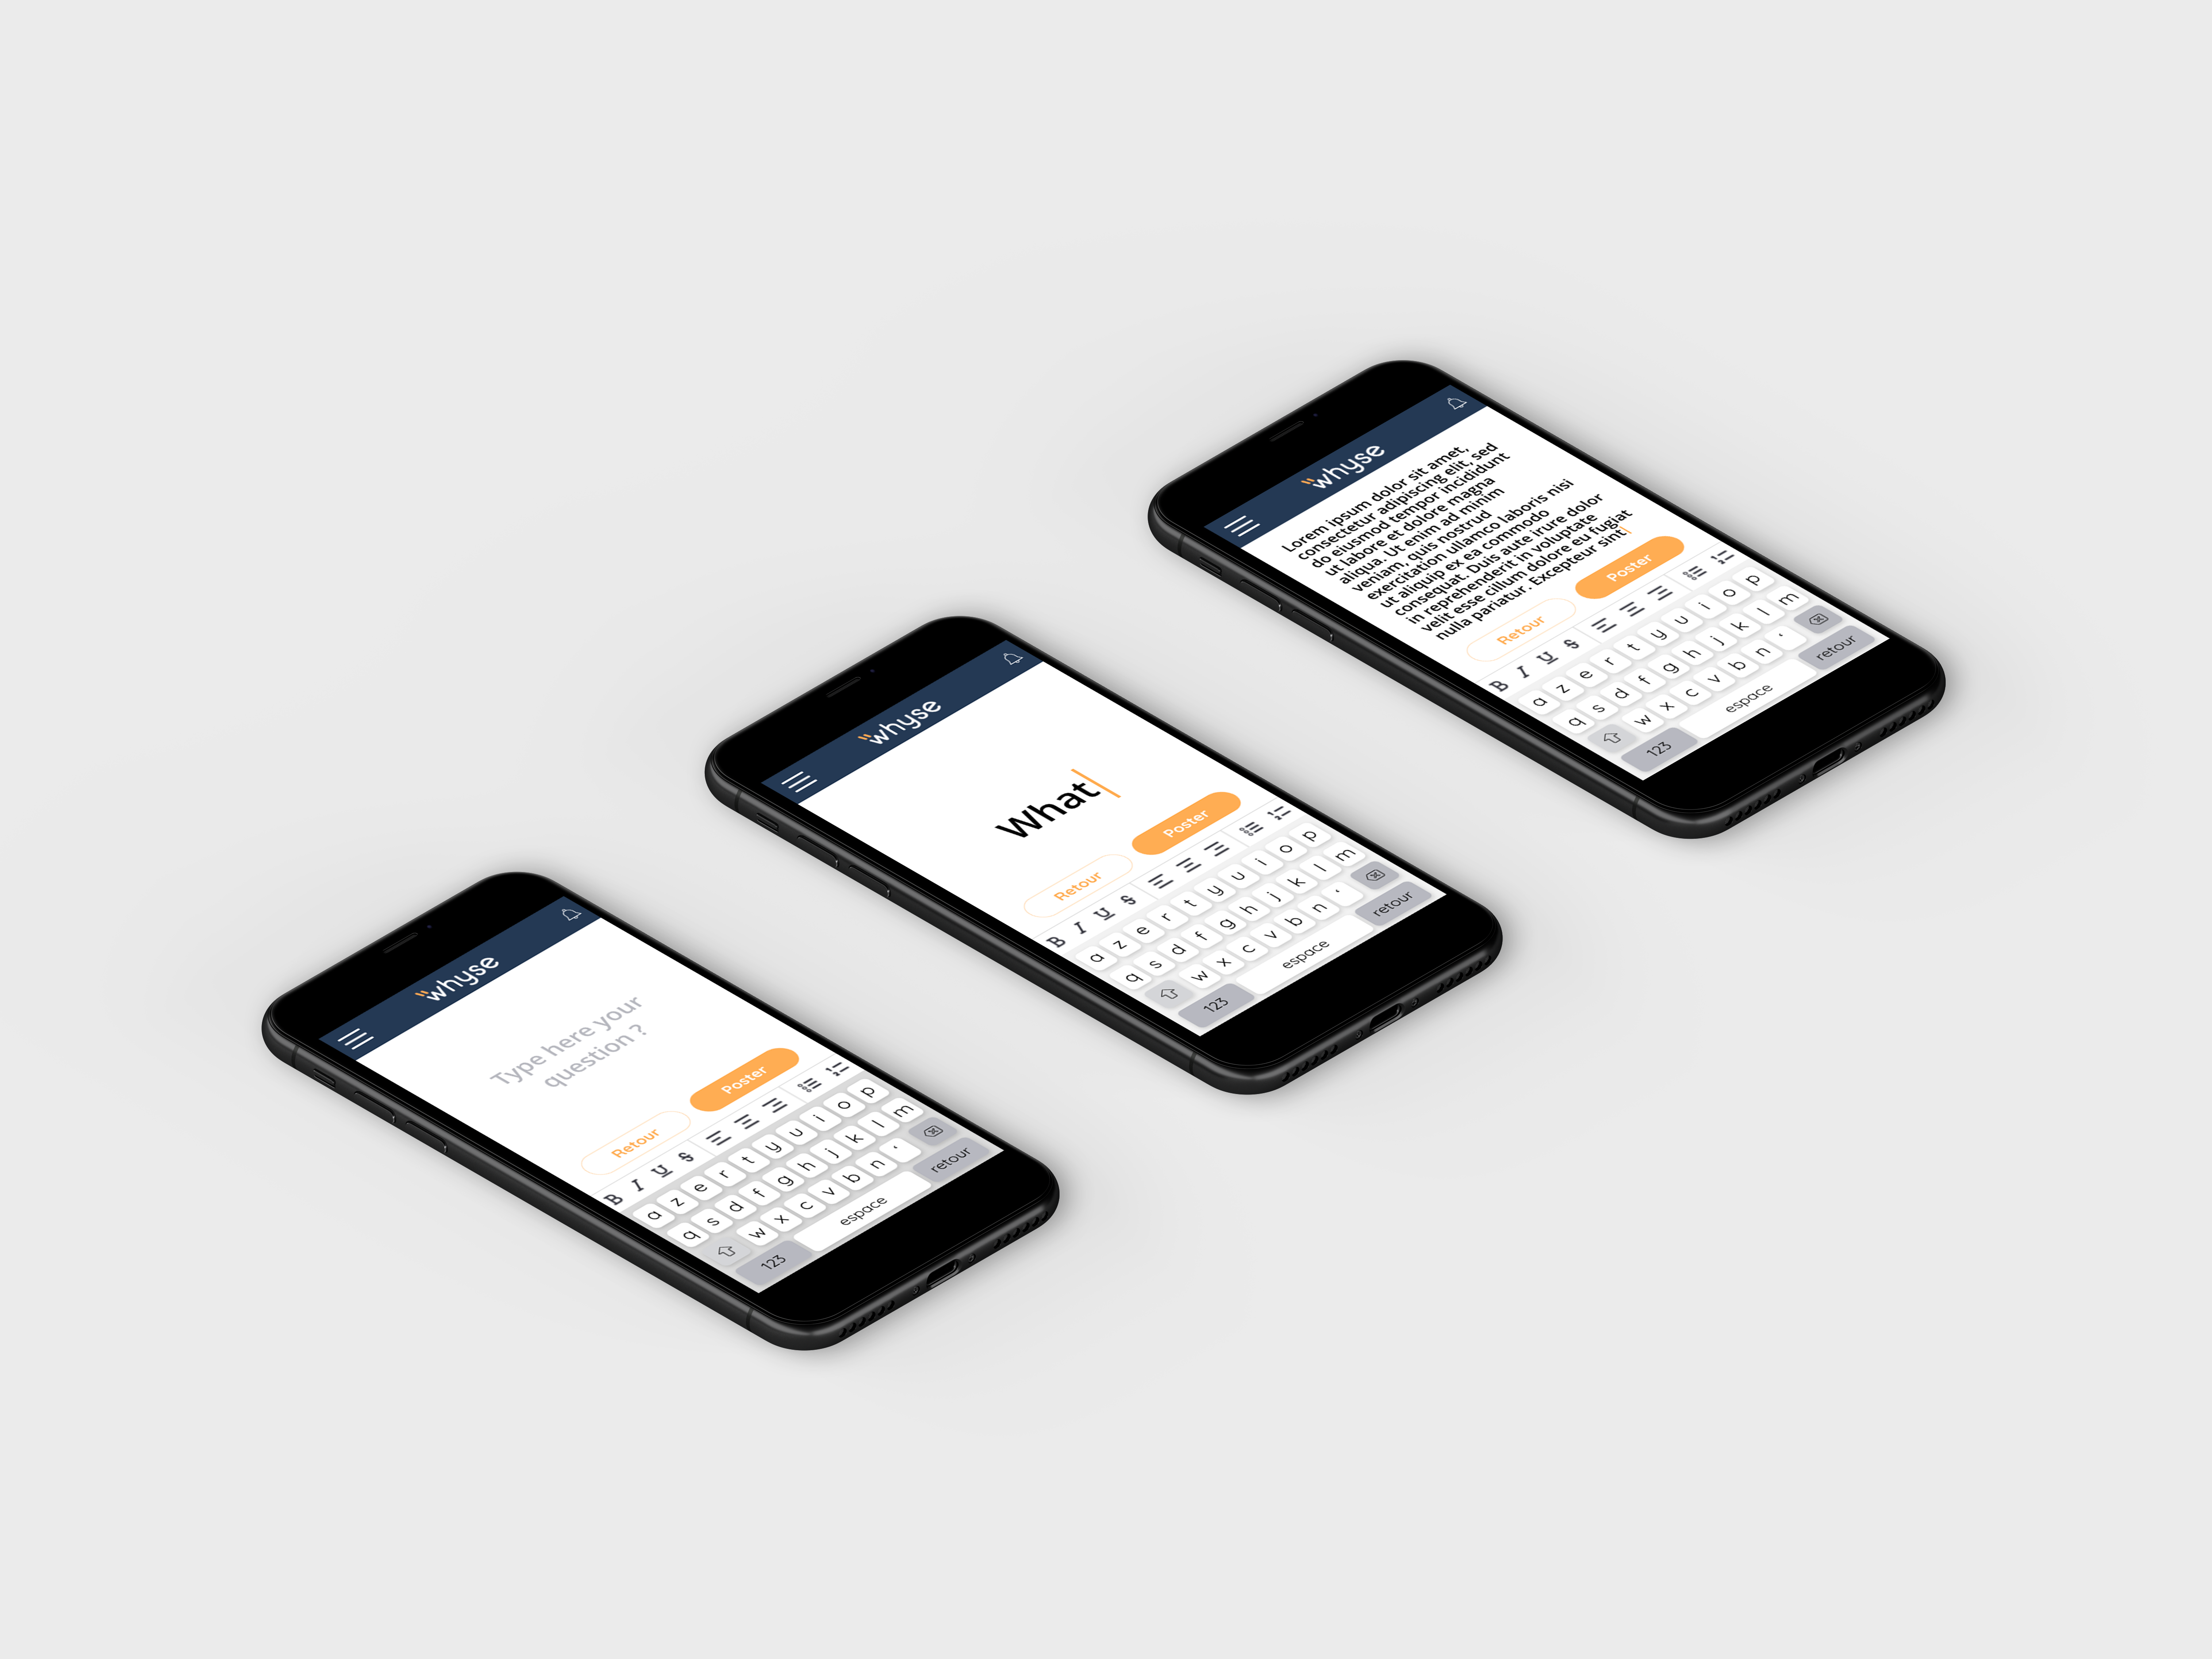 whyse
Type here your
question ?
Retour
Poster
B I U S
a z e r t y u i o p
q s d f g h j k l m
w x c v b n ‘
123
espace
retour
whyse
What
Retour
Poster
B I U S
a z e r t y u i o p
q s d f g h j k l m
w x c v b n ‘
123
espace
retour
whyse
Lorem ipsum dolor sit amet,
consectetur adipiscing elit, sed
do eiusmod tempor incididunt
ut labore et dolore magna
aliqua. Ut enim ad minim
veniam, quis nostrud
exercitation ullamco laboris nisi
ut aliquip ex ea commodo
consequat. Duis aute irure dolor
in reprehenderit in voluptate
velit esse cillum dolore eu fugiat
nulla pariatur. Excepteur sint
Retour
Poster
B I U S
a z e r t y u i o p
q s d f g h j k l m
w x c v b n ‘
123
espace
retour